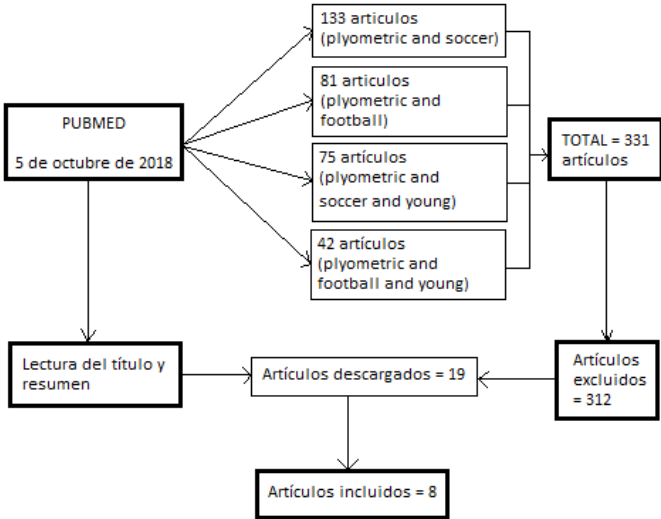 133 articulos
(plyometric and soccer)
81 articulos
(plyometric and
football)
PUBMED
5 de octubre de 2018
TOTAL = 331
artículos
75 artículos
(plyometric and
soccer and young)
42 artículos
(plyometric and
football and young)
Lectura del título y
resumen
Artículos descargados = 19
Artículos
excluidos
= 312
Artículos incluidos = 8